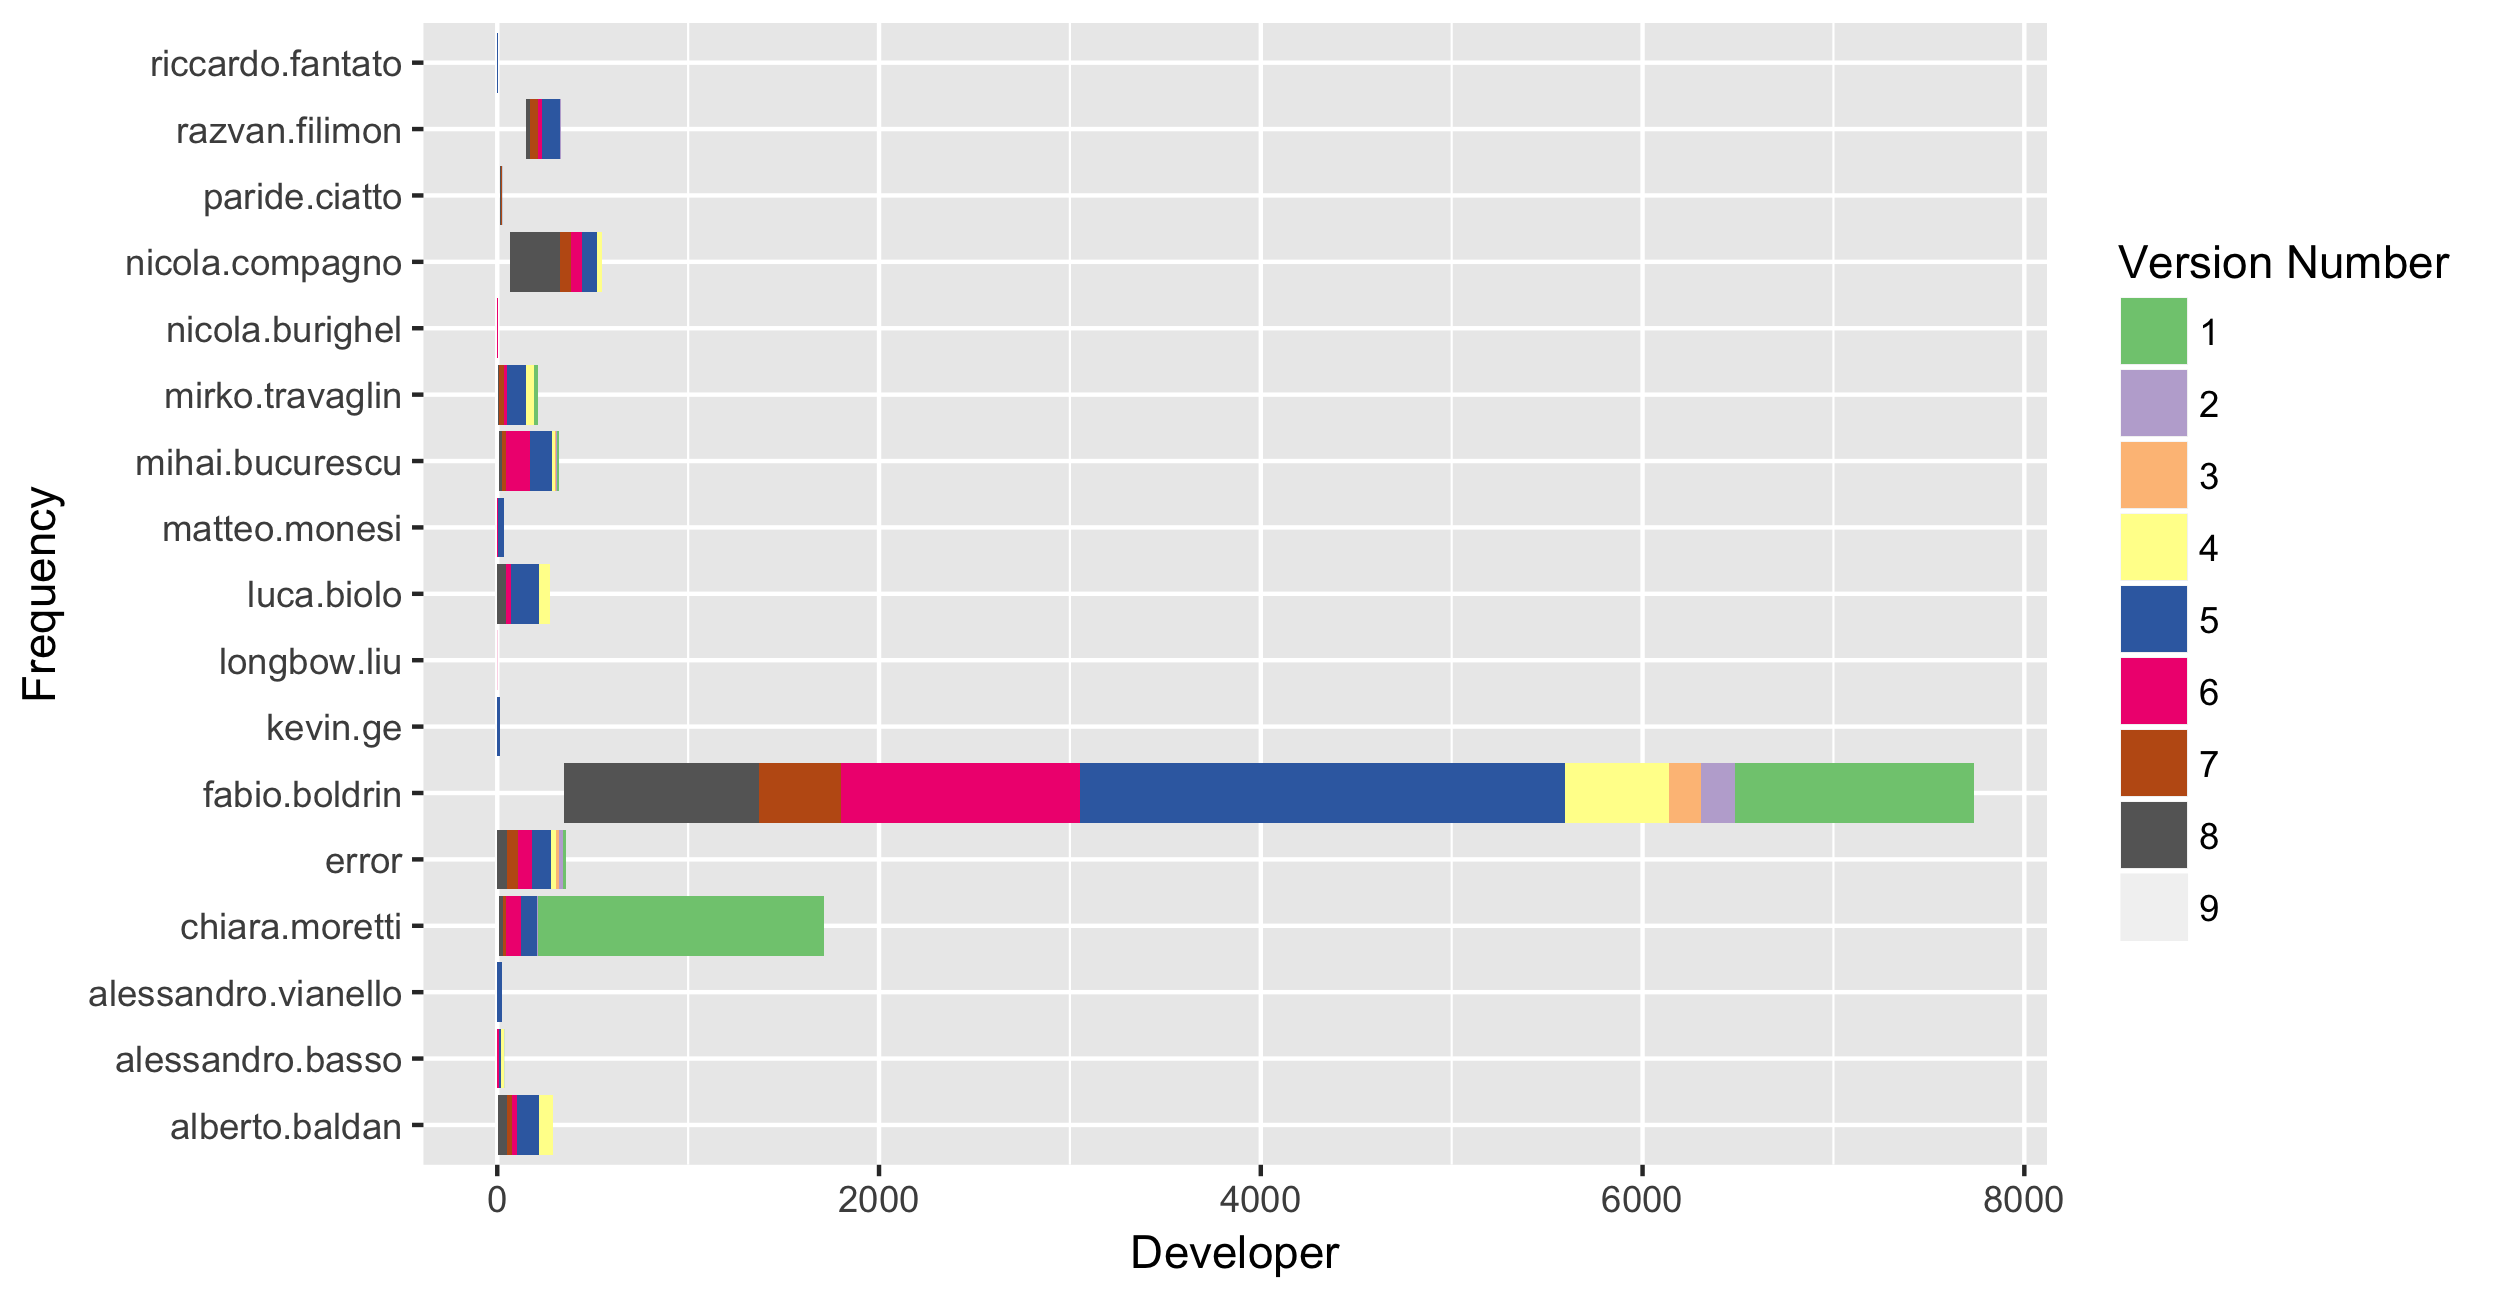 riccardo.fantato
razvan.filimon
paride.ciatto
nicola.compagno
nicola.burighel
mirko.travaglin
mihai.bucurescu
matteo.monesi
luca.biolo
longbow.liu
kevin.ge
fabio.boldrin
error
chiara.moretti
alessandro.vianello
alessandro.basso
alberto.baldan
Frequency
0 2000 4000 6000 8000
Developer
Version Number
1
2
3
4
5
6
7
8
9